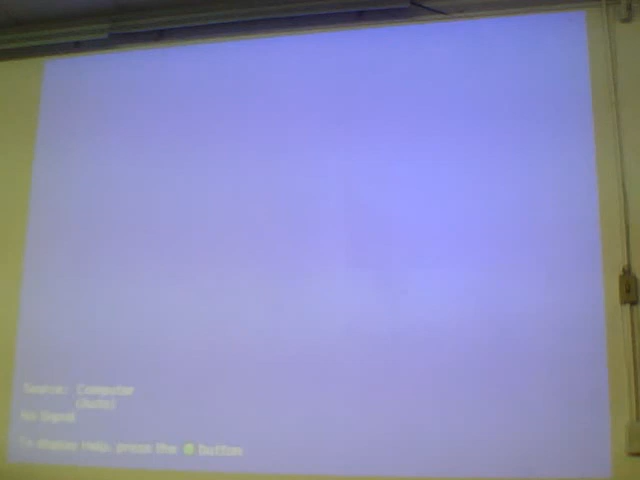 Source: Computer
(Auto)
No Signal
To display Help, press the button